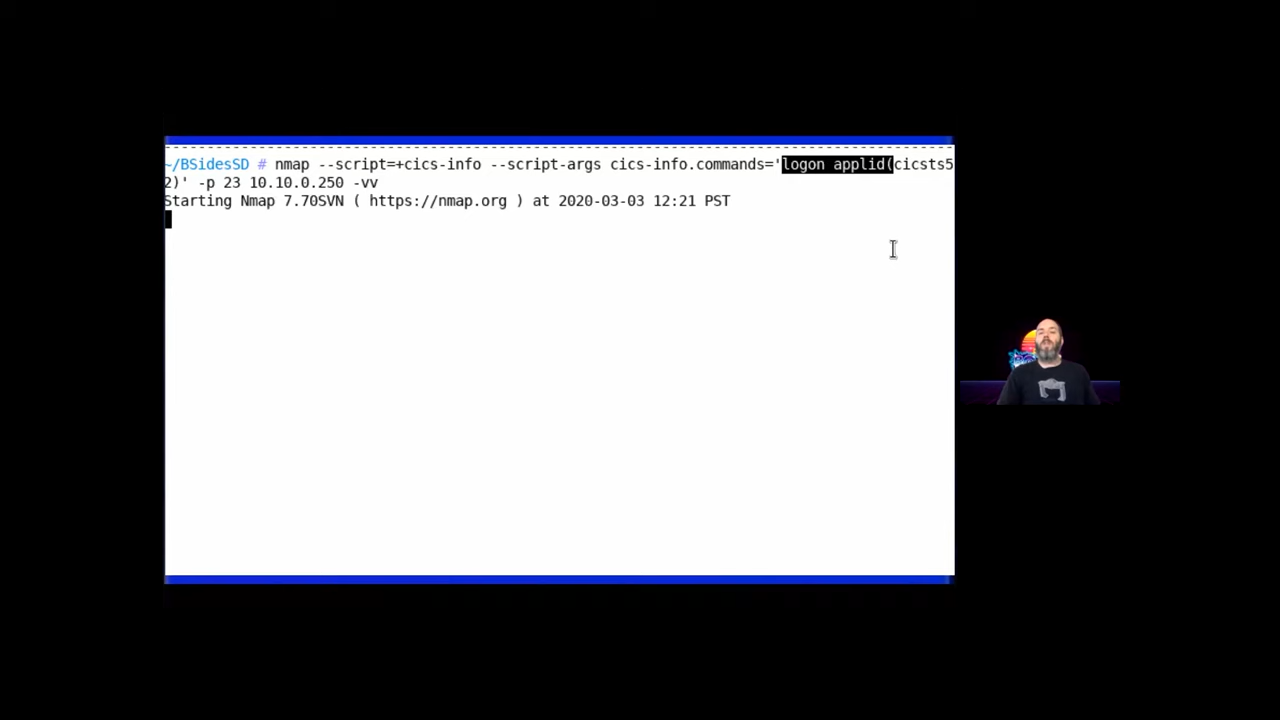 ~/BSidesSD # nmap --script=+cics-info --script-args cics-info.commands='logon applid(cicsts5
2)' -p 23 10.10.0.250 -vv
Starting Nmap 7.70SVN ( https://nmap.org ) at 2020-03-03 12:21 PST